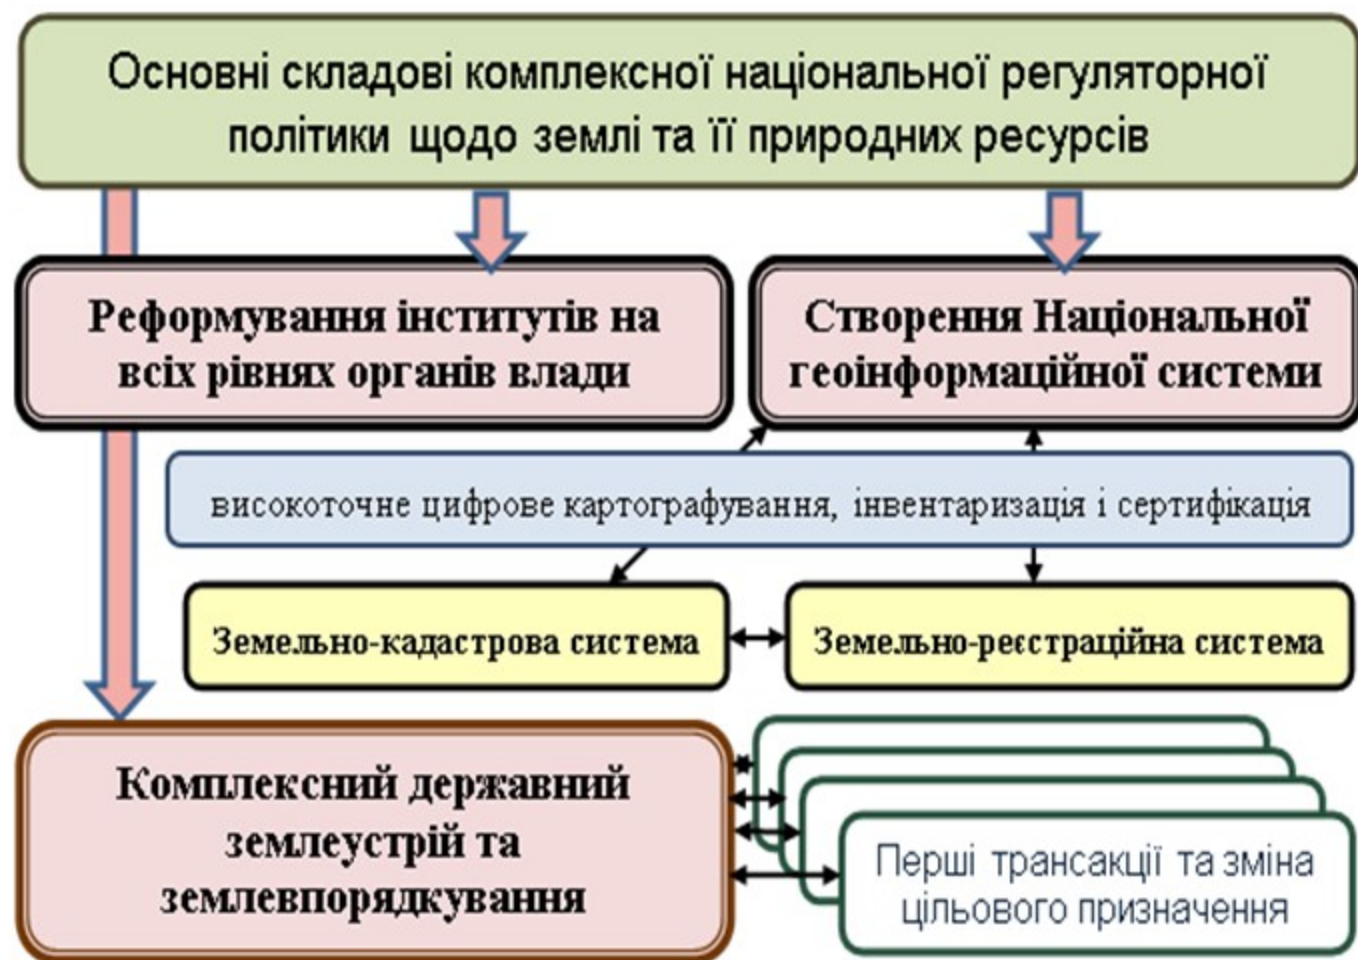 Основні складові комплексної національної регуляторної
політики щодо землі та її природних ресурсів
Реформування інститутів на
всіх рівнях органів влади
Створення Національної
геоінформаційної системи
високоточне цифрове картографування, інвентаризація і сертифікація
Земельно-кадастрова система
Земельно-реєстраційна система
Комплексний державний
землеустрій та
землевпорядкування
Перші трансакції та зміна
цільового призначення